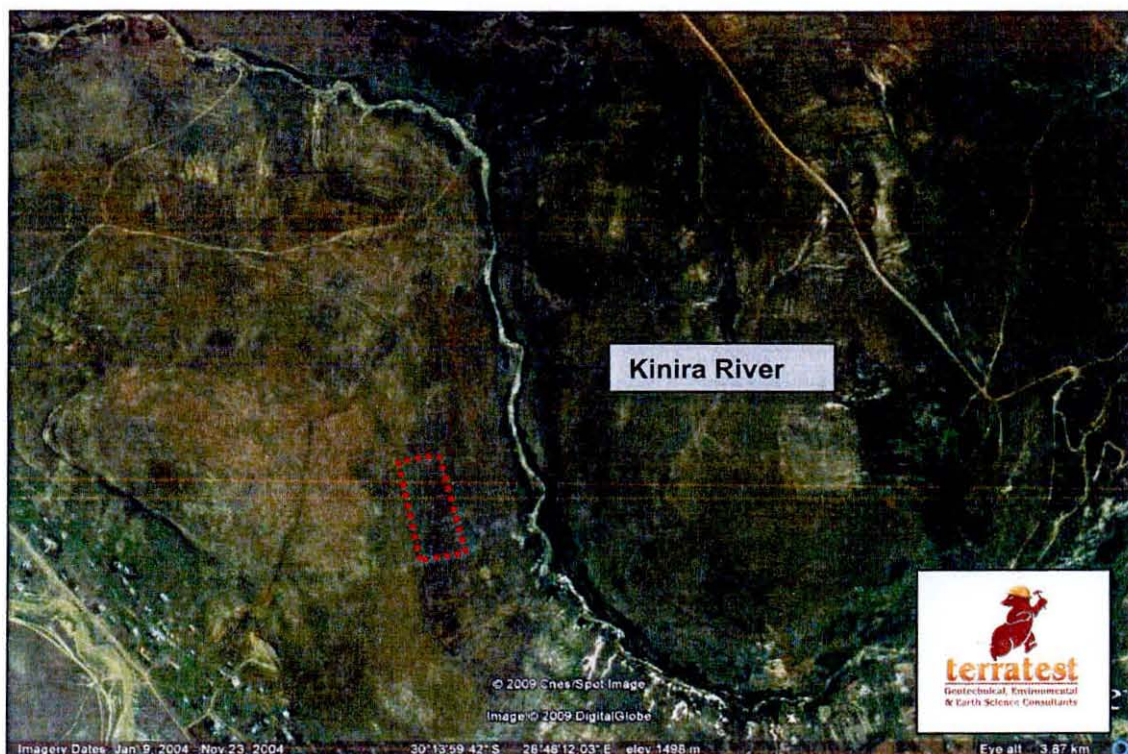 Kinira River
terratest
Geotechnical, Environmental
& Earth Science Consultants
© 2009 Cnes/Spot Image
Image © 2009 DigitalGlobe
Imagery Dates: Jan 9, 2004 - Nov 23, 2004 30°13'59.42" S 28°46'12.03" E elev 1498 m Eye alt 3.87 km